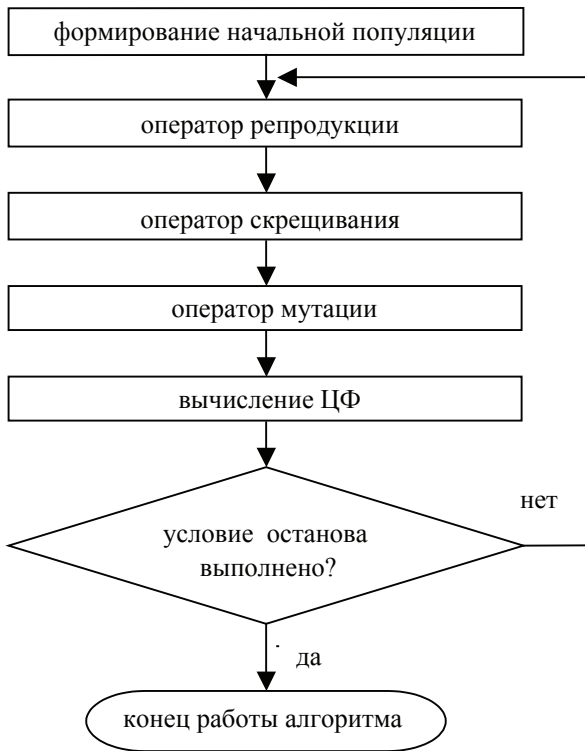 формирование начальной популяции
оператор репродукции
оператор скрещивания
оператор мутации
вычисление ЦФ
нет
условие останова
выполнено?
да
конец работы алгоритма